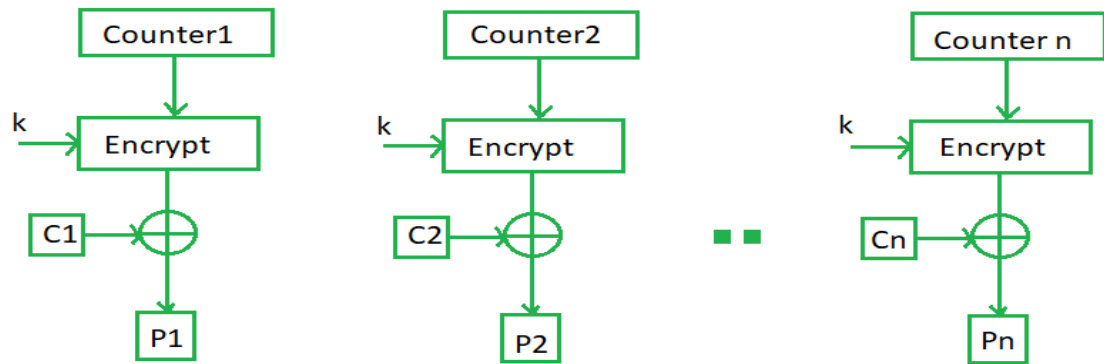 Counter1 Counter2 Counter n
k Encrypt k Encrypt k Encrypt
C1 C2 Cn
P1 P2 Pn